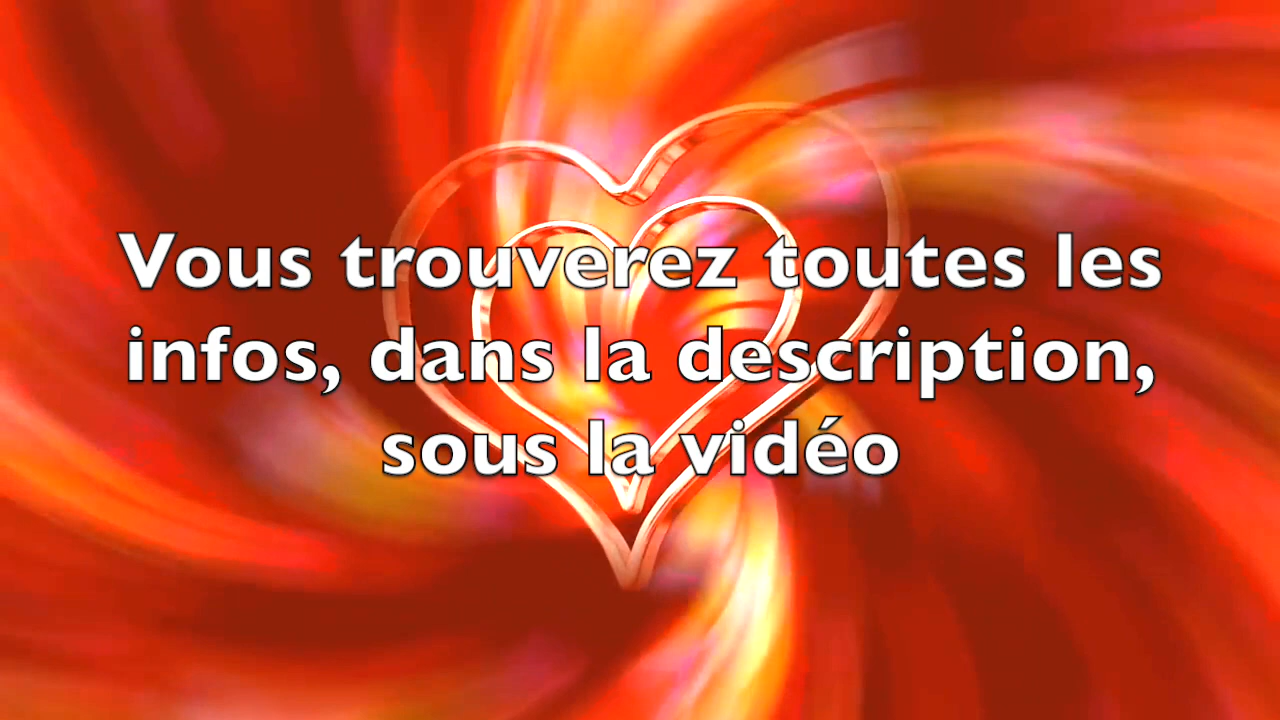 Vous trouverez toutes les
infos, dans la description,
sous la vidéo